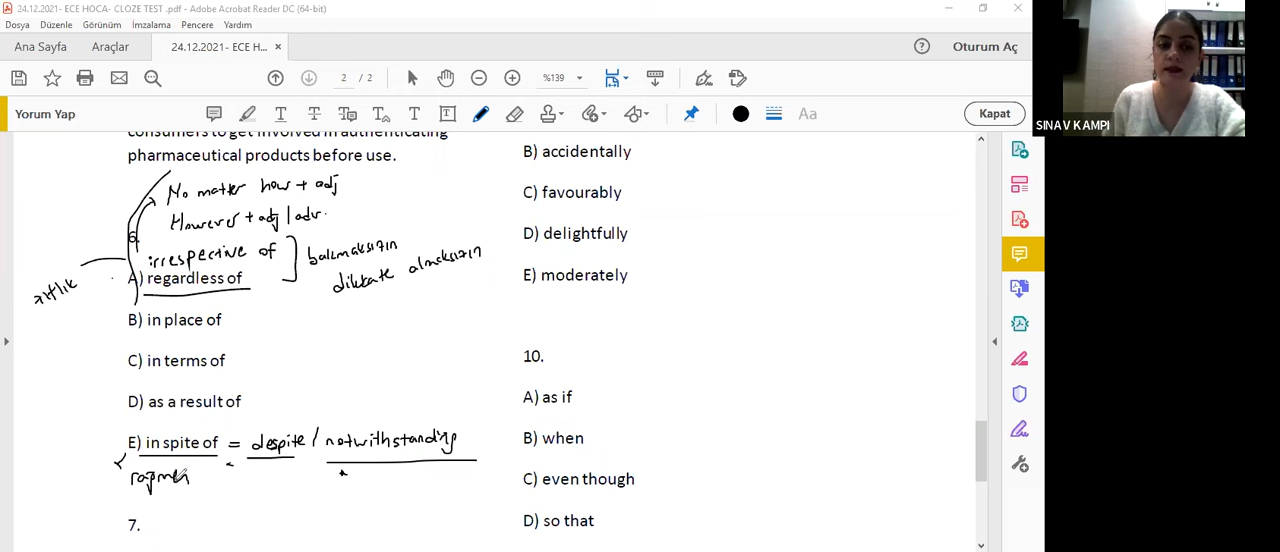 24.12.2021- ECE HOCA- CLOZE TEST .pdf - Adobe Acrobat Reader DC (64-bit)
Dosya Düzenle Görünüm İmzalama Pencere Yardım
Ana Sayfa Araçlar 24.12.2021- ECE H... × Oturum Aç
2 / 2 %139
Yorum Yap Aa Kapat
SINAV KAMPI
consumers to get involved in authenticating
pharmaceutical products before use.
No matter how + adj
However + adj / adv.
6.
irrespective of
bakmaksızın
A) regardless of
dikkate almaksızın
zıtlık
B) in place of
C) in terms of
D) as a result of
E) in spite of = despite / notwithstanding
rağmen
7.
B) accidentally
C) favourably
D) delightfully
E) moderately
10.
A) as if
B) when
C) even though
D) so that